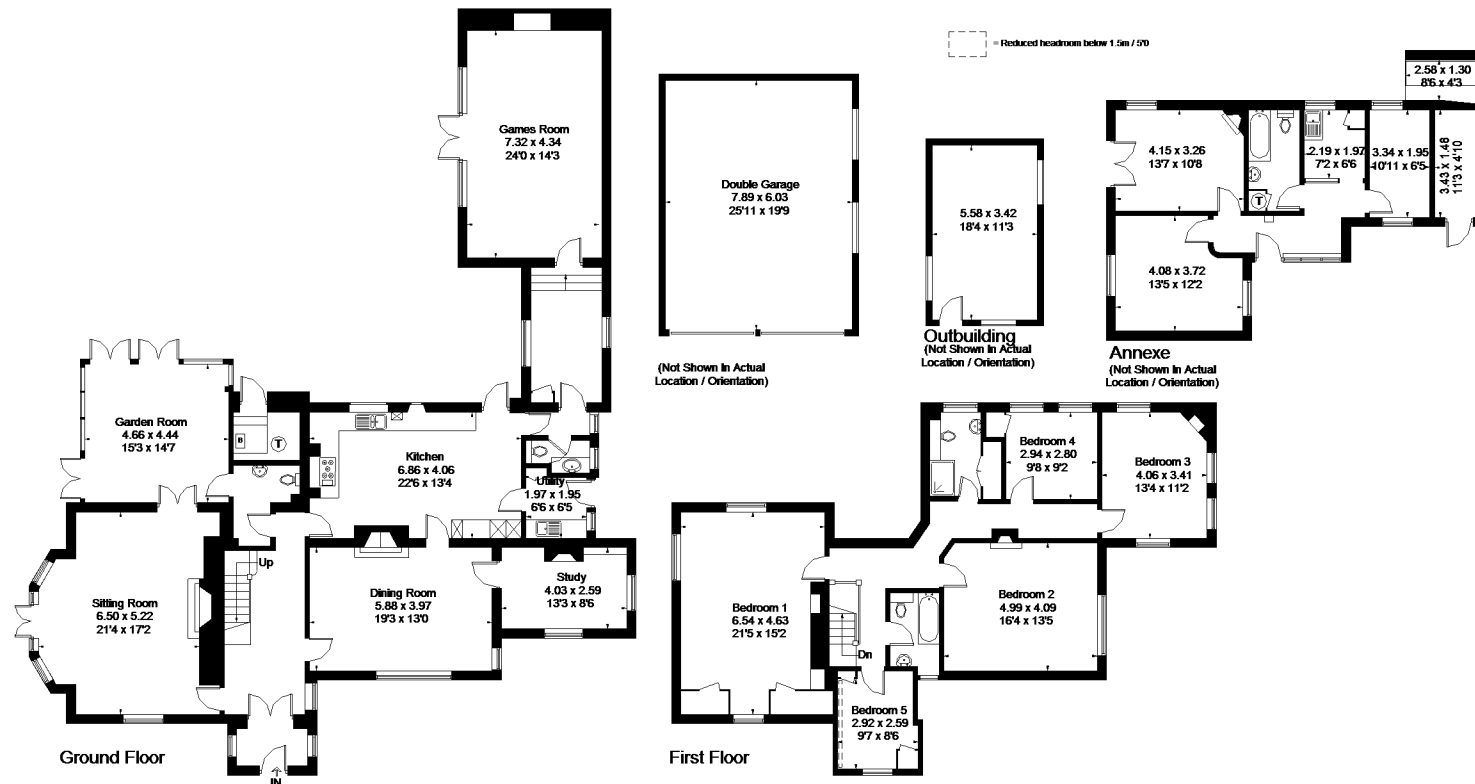 = Reduced headroom below 1.5m / 5'0
Games Room
7.32 x 4.34
24'0 x 14'3
Double Garage
7.89 x 6.03
25'11 x 19'9
(Not Shown In Actual
Location / Orientation)
5.58 x 3.42
18'4 x 11'3
Outbuilding
(Not Shown In Actual
Location / Orientation)
2.58 x 1.30
8'6 x 4'3
4.15 x 3.26
13'7 x 10'8
T
2.19 x 1.97
7'2 x 6'6
3.34 x 1.95
10'11 x 6'5
3.43 x 1.48
11'3 x 4'10
4.08 x 3.72
13'5 x 12'2
Annexe
(Not Shown In Actual
Location / Orientation)
Garden Room
4.66 x 4.44
15'3 x 14'7
B
T
Kitchen
6.86 x 4.06
22'6 x 13'4
Utility
1.97 x 1.95
6'6 x 6'5
Up
Sitting Room
6.50 x 5.22
21'4 x 17'2
Dining Room
5.88 x 3.97
19'3 x 13'0
Study
4.03 x 2.59
13'3 x 8'6
IN
Ground Floor
Bedroom 4
2.94 x 2.80
9'8 x 9'2
Bedroom 3
4.06 x 3.41
13'4 x 11'2
Bedroom 1
6.54 x 4.63
21'5 x 15'2
Bedroom 2
4.99 x 4.09
16'4 x 13'5
Dn
Bedroom 5
2.92 x 2.59
9'7 x 8'6
First Floor